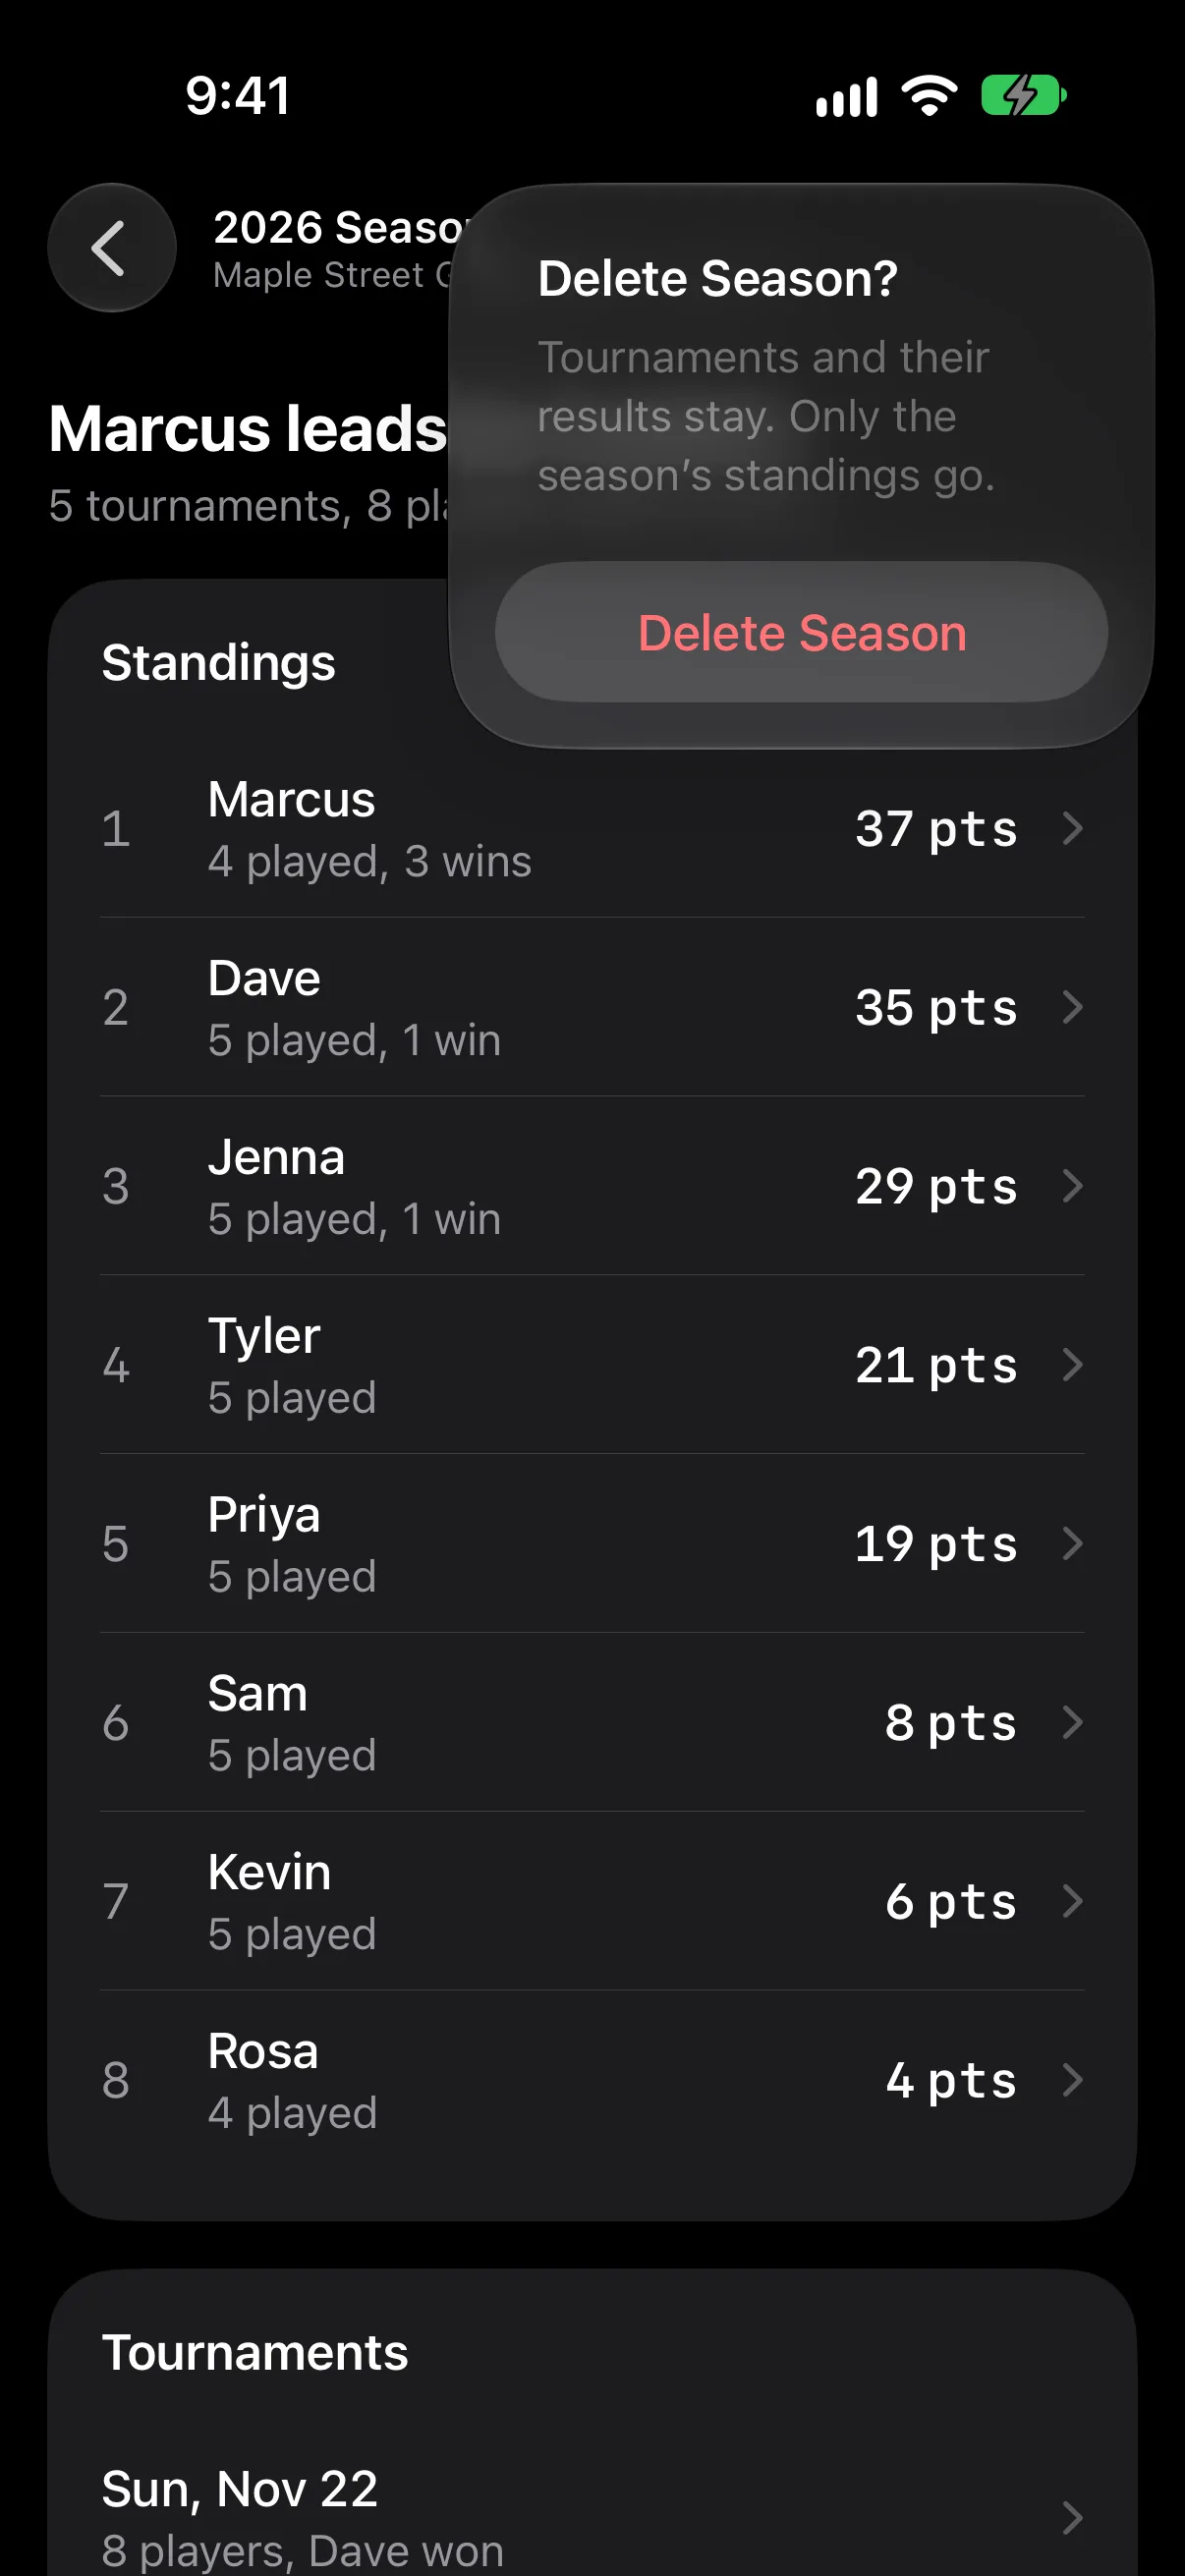 9:41
2026 Seaso
Maple Street
Delete Season?
Tournaments and their
results stay. Only the
season’s standings go.
Delete Season
Marcus leads
5 tournaments, 8
Standings
1
Marcus
4 played, 3 wins
37 pts
2
Dave
5 played, 1 win
35 pts
3
Jenna
5 played, 1 win
29 pts
4
Tyler
5 played
21 pts
5
Priya
5 played
19 pts
6
Sam
5 played
8 pts
7
Kevin
5 played
6 pts
8
Rosa
4 played
4 pts
Tournaments
Sun, Nov 22
8 players, Dave won